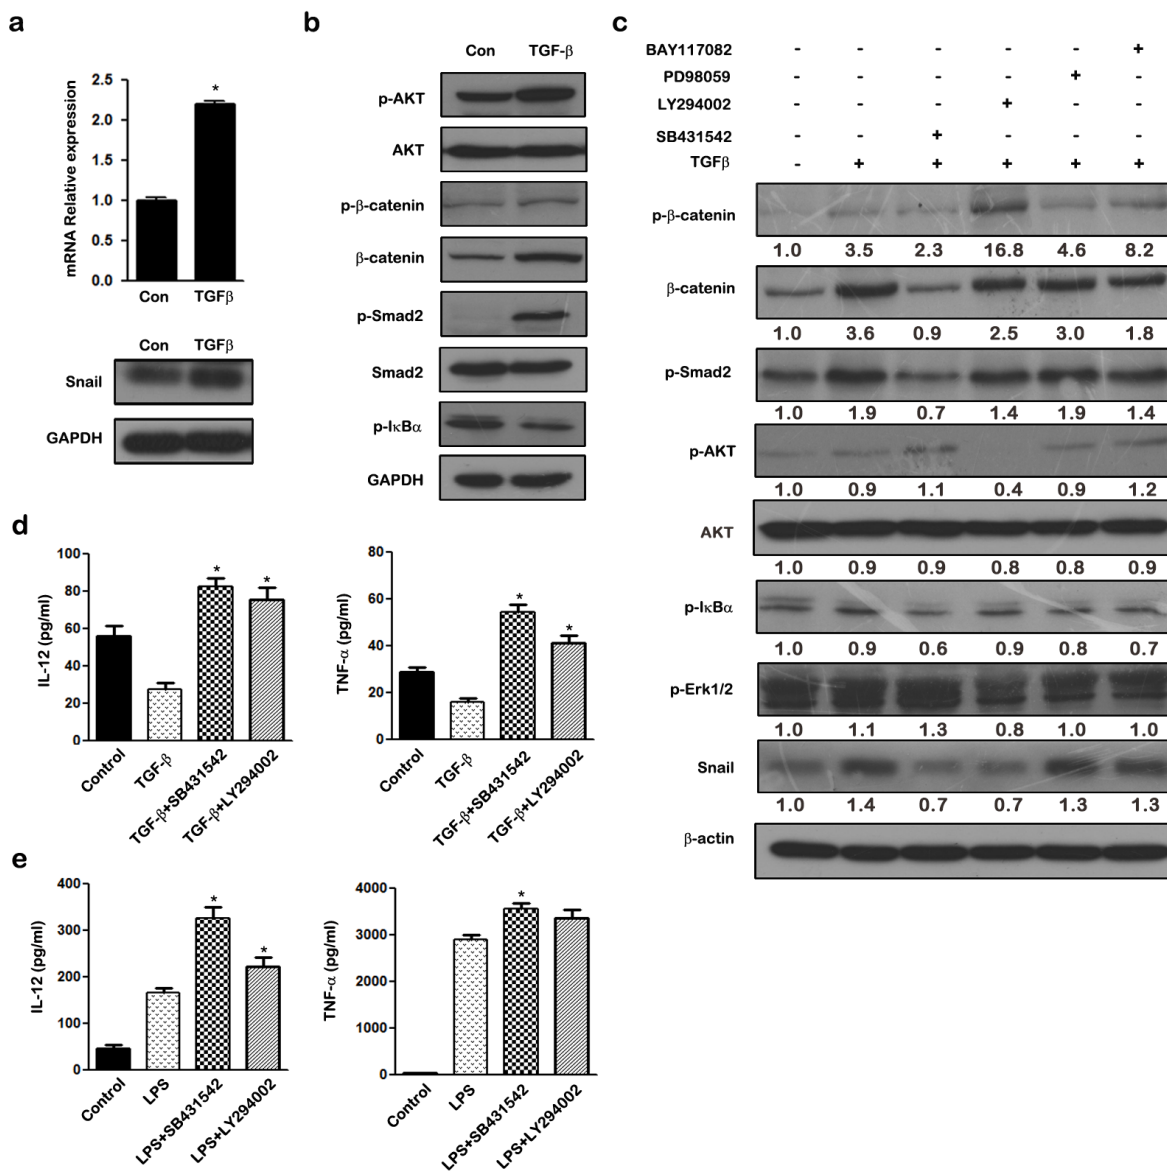 a
mRNA Relative expression
2.5
2.0
1.5
1.0
0.5
0.0
*
Con TGFβ
Con TGFβ
Snail
GAPDH
b
Con TGF-β
p-AKT
AKT
p-β-catenin
β-catenin
p-Smad2
Smad2
p-IκBα
GAPDH
c
BAY117082 - - - - - +
PD98059 - - - - + -
LY294002 - - - + - -
SB431542 - - + - - -
TGFβ - + + + + +
p-β-catenin
1.0 3.5 2.3 16.8 4.6 8.2
β-catenin
1.0 3.6 0.9 2.5 3.0 1.8
p-Smad2
1.0 1.9 0.7 1.4 1.9 1.4
p-AKT
1.0 0.9 1.1 0.4 0.9 1.2
AKT
1.0 0.9 0.9 0.8 0.8 0.9
p-IκBα
1.0 0.9 0.6 0.9 0.8 0.7
p-Erk1/2
1.0 1.1 1.3 0.8 1.0 1.0
Snail
1.0 1.4 0.7 0.7 1.3 1.3
β-actin
d
IL-12 (pg/ml)
100
80
60
40
20
0
* *
Control TGF-β TGF-β+SB431542 TGF-β+LY294002
TNF-α (pg/ml)
80
60
40
20
0
* *
Control TGF-β TGF-β+SB431542 TGF-β+LY294002
e
IL-12 (pg/ml)
400
300
200
100
0
* *
Control LPS LPS+SB431542 LPS+LY294002
TNF-α (pg/ml)
4000
3000
2000
1000
0
*
Control LPS LPS+SB431542 LPS+LY294002